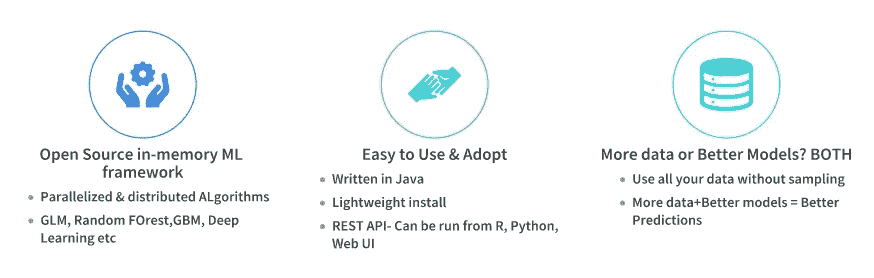 Open Source in-memory ML
framework
Parallelized & distributed ALgorithms
GLM, Random FOrest,GBM, Deep
Learning etc
Easy to Use & Adopt
Written in Java
Lightweight install
REST API- Can be run from R, Python,
Web UI
More data or Better Models? BOTH
Use all your data without sampling
More data+Better models = Better
Predictions